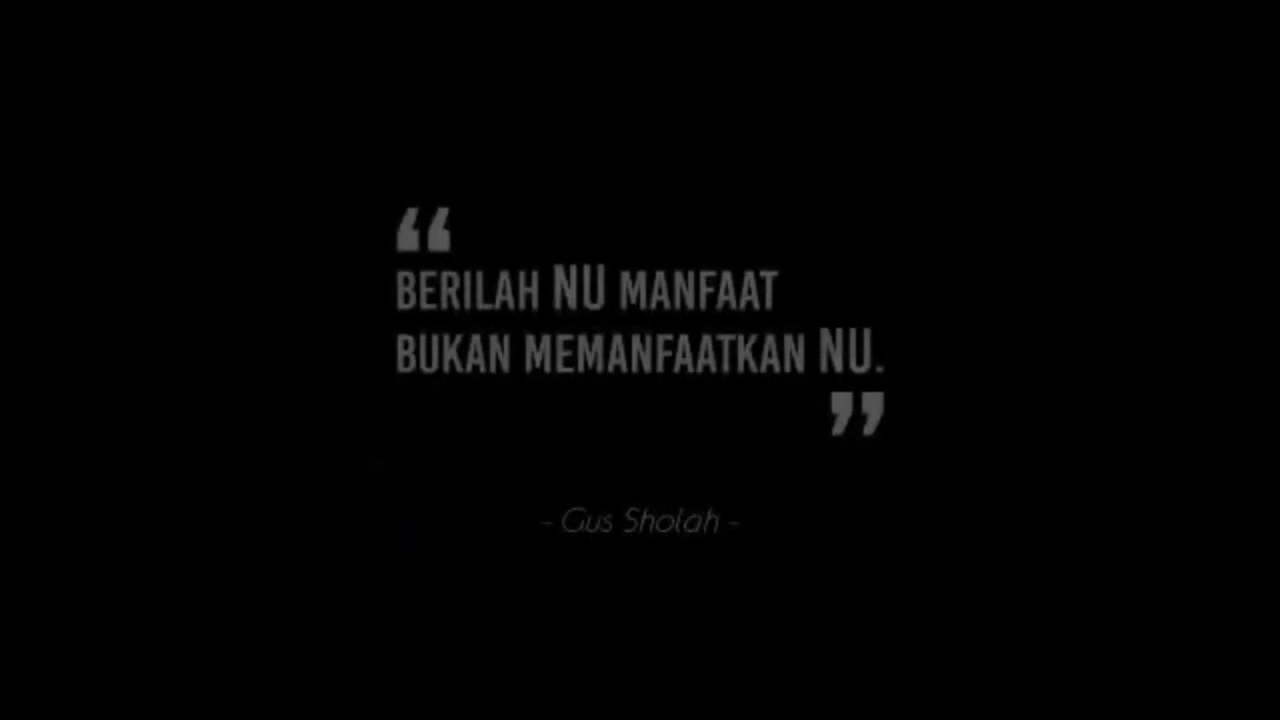 “
BERILAH NU MANFAAT
BUKAN MEMANFAATKAN NU.
”
- Gus Sholah -